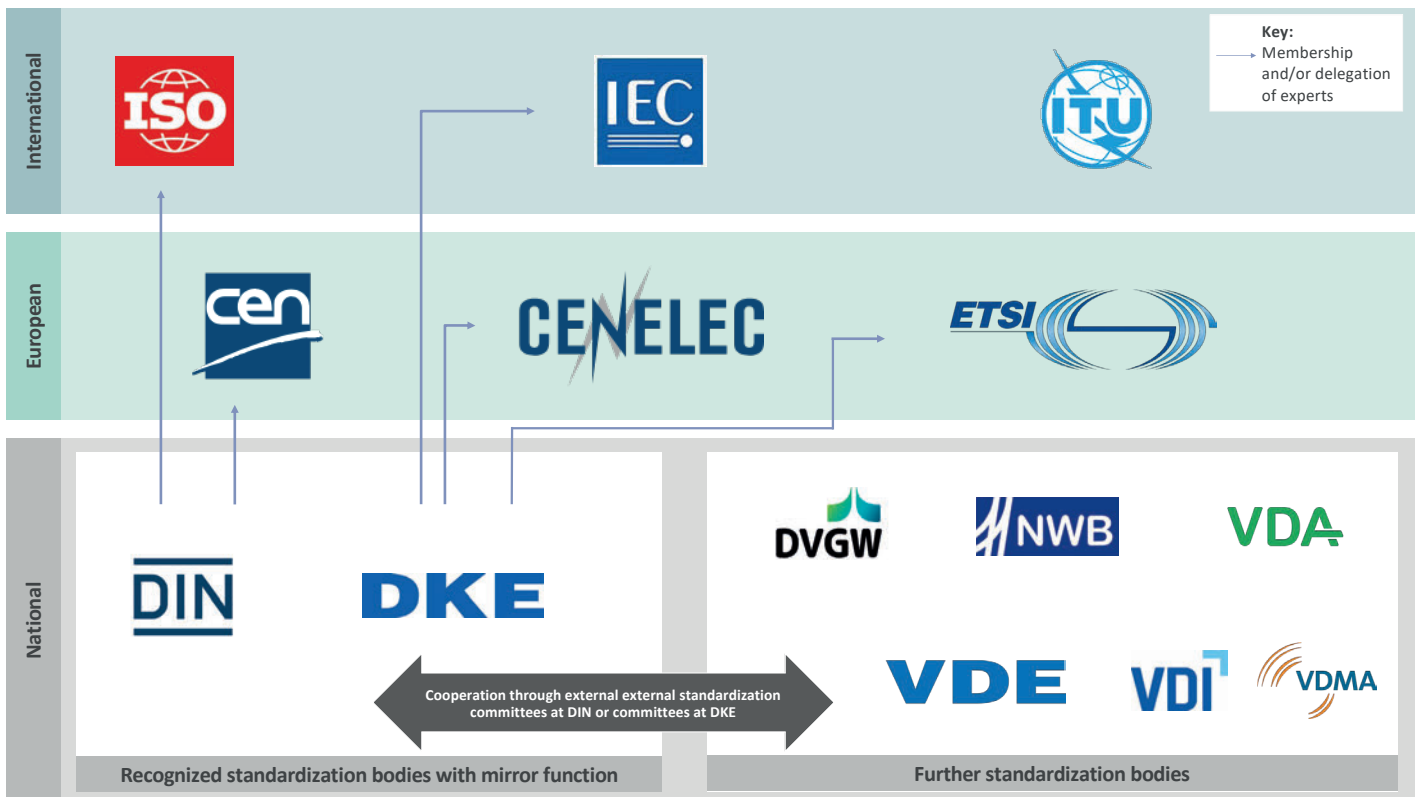 International
ISO
IEC
ITU
Key:
Membership
and/or delegation
of experts
European
cen
CENELEC
ETSI
National
DIN
DKE
DVGW
NWB
VDA
VDE
VDI
VDMA
Cooperation through external external standardization
committees at DIN or committees at DKE
Recognized standardization bodies with mirror function
Further standardization bodies